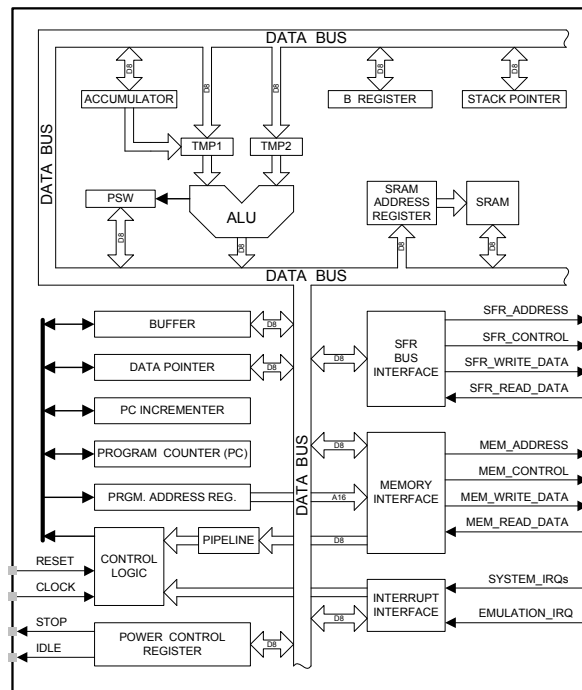 DATA BUS
D8
D8
D8
D8
D8
ACCUMULATOR
B REGISTER
STACK POINTER
DATA BUS
TMP1
TMP2
PSW
ALU
SRAM
ADDRESS
REGISTER
SRAM
D8
D8
D8
D8
DATA BUS
BUFFER
D8
DATA POINTER
D8
PC INCREMENTER
PROGRAM COUNTER (PC)
PRGM. ADDRESS REG.
A16
DATA BUS
D8
SFR
BUS
INTERFACE
SFR_ADDRESS
SFR_CONTROL
SFR_WRITE_DATA
SFR_READ_DATA
D8
MEMORY
INTERFACE
MEM_ADDRESS
MEM_CONTROL
MEM_WRITE_DATA
MEM_READ_DATA
RESET
CLOCK
CONTROL
LOGIC
PIPELINE
D8
INTERRUPT
INTERFACE
SYSTEM_IRQs
EMULATION_IRQ
D8
STOP
IDLE
POWER CONTROL
REGISTER
D8